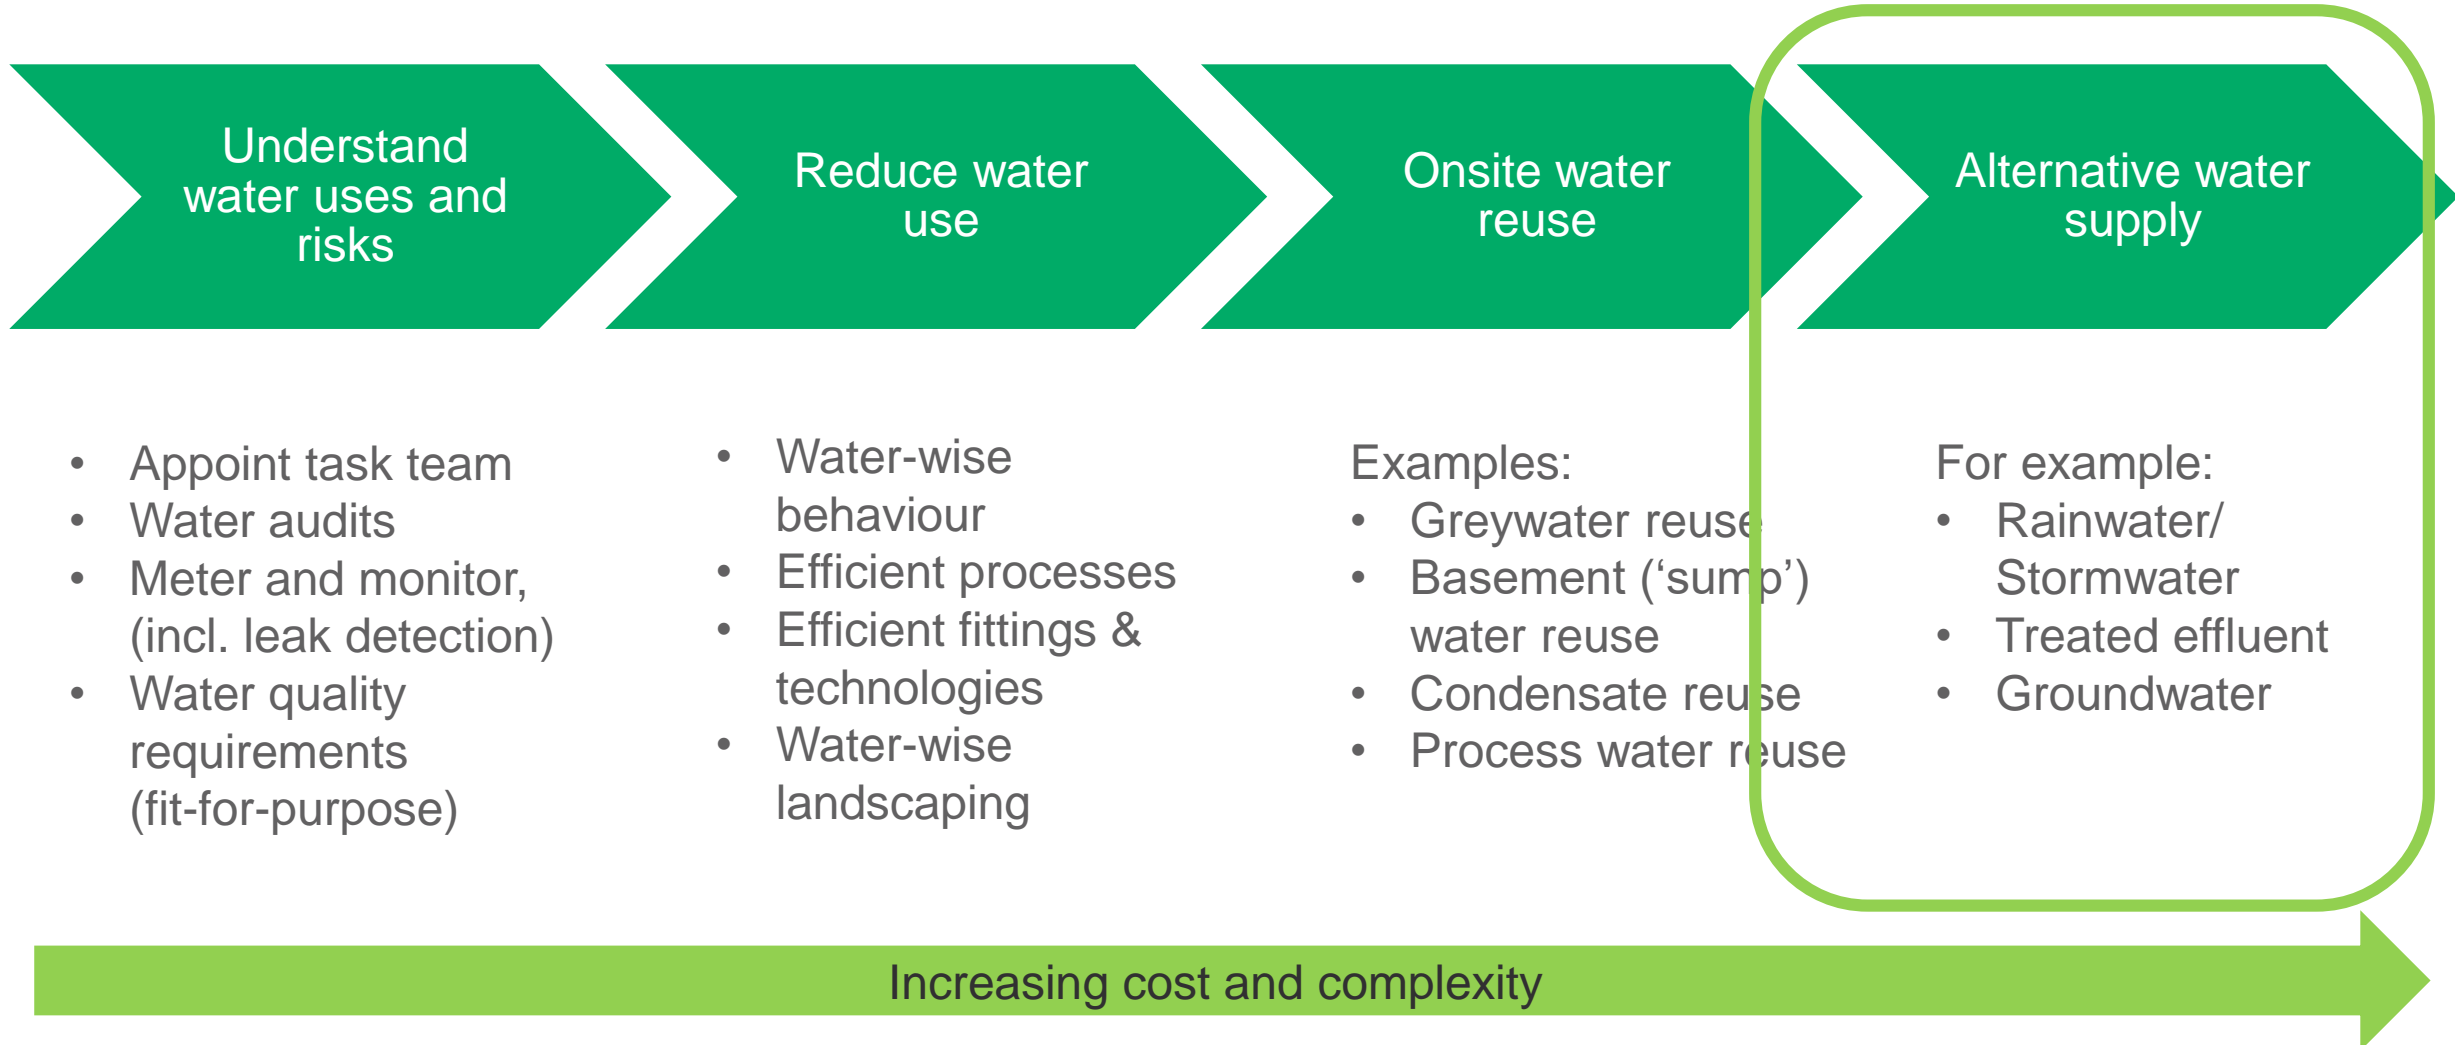 Understand
water uses and
risks
Reduce water
use
Onsite water
reuse
Alternative water
supply
• Appoint task team
• Water audits
• Meter and monitor,
(incl. leak detection)
• Water quality
requirements
(fit-for-purpose)
• Water-wise
behaviour
• Efficient processes
• Efficient fittings &
technologies
• Water-wise
landscaping
Examples:
• Greywater reuse
• Basement (‘sump’)
water reuse
• Condensate reuse
• Process water reuse
For example:
• Rainwater/
Stormwater
• Treated effluent
• Groundwater
Increasing cost and complexity